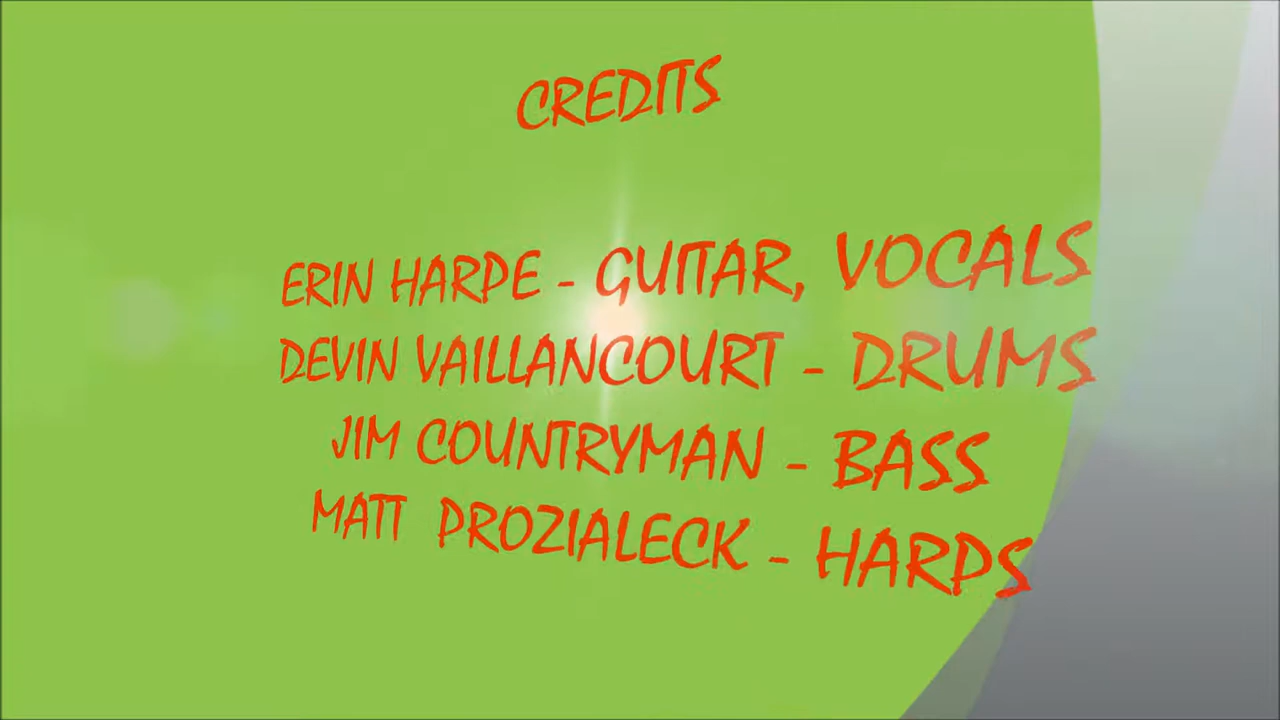 CREDITS
ERIN HARPE - GUITAR, VOCALS
DEVIN VAILLANCOURT - DRUMS
JIM COUNTRYMAN - BASS
MATT PROZIALECK - HARPS